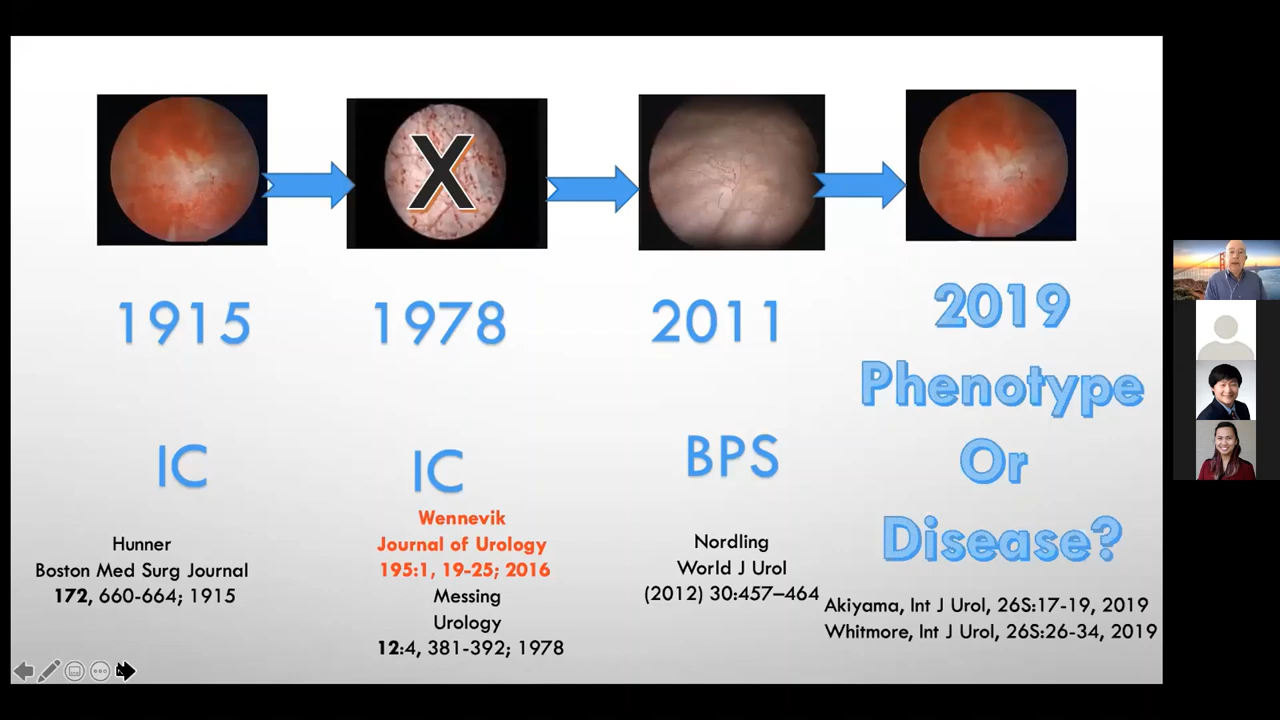 X
1915
IC
Hunner
Boston Med Surg Journal
172, 660-664; 1915
1978
IC
Wennevik
Journal of Urology
195:1, 19-25; 2016
Messing
Urology
12:4, 381-392; 1978
2011
BPS
Nordling
World J Urol
(2012) 30:457–464
2019
Phenotype
Or
Disease?
Akiyama, Int J Urol, 26S:17-19, 2019
Whitmore, Int J Urol, 26S:26-34, 2019